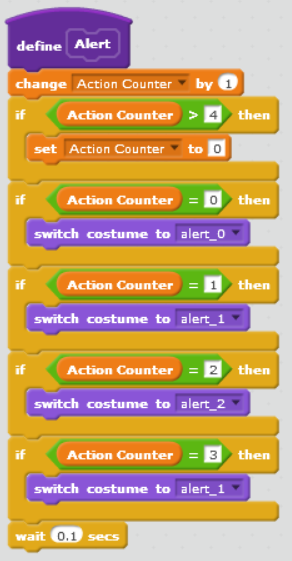 define Alert
change Action Counter by 1
if Action Counter > 4 then
set Action Counter to 0
if Action Counter = 0 then
switch costume to alert_0
if Action Counter = 1 then
switch costume to alert_1
if Action Counter = 2 then
switch costume to alert_2
if Action Counter = 3 then
switch costume to alert_1
wait 0.1 secs